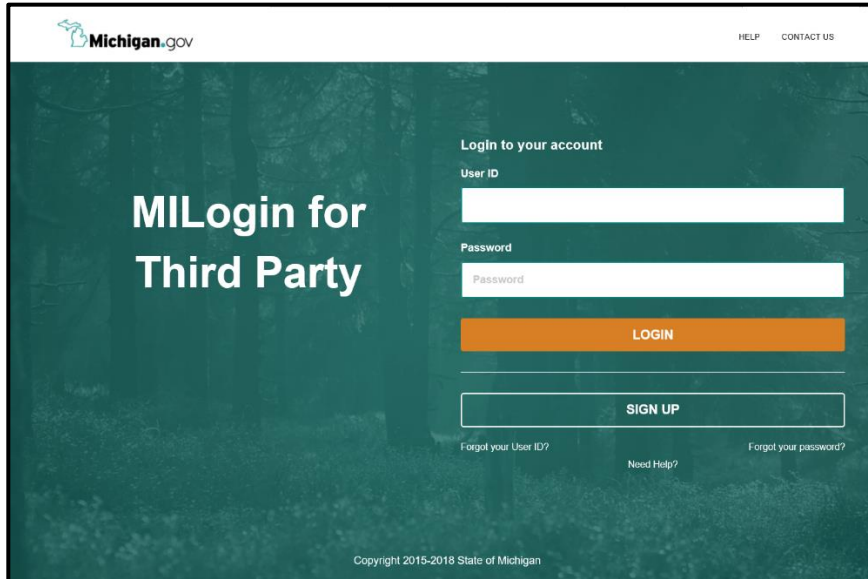 Michigan.gov
HELP CONTACT US
MILogin for
Third Party
Login to your account
User ID
Password
Password
LOGIN
SIGN UP
Forgot your User ID? Forgot your password?
Need Help?
Copyright 2015-2018 State of Michigan